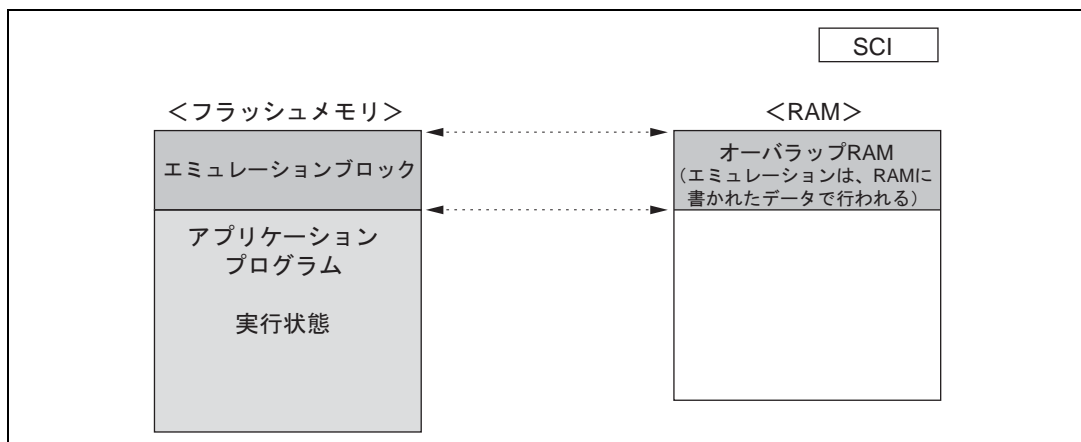 SCI
＜フラッシュメモリ＞
エミュレーションブロック
アプリケーション
プログラム
実行状態
＜RAM＞
オーバラップRAM
（エミュレーションは、RAMに
書かれたデータで行われる）